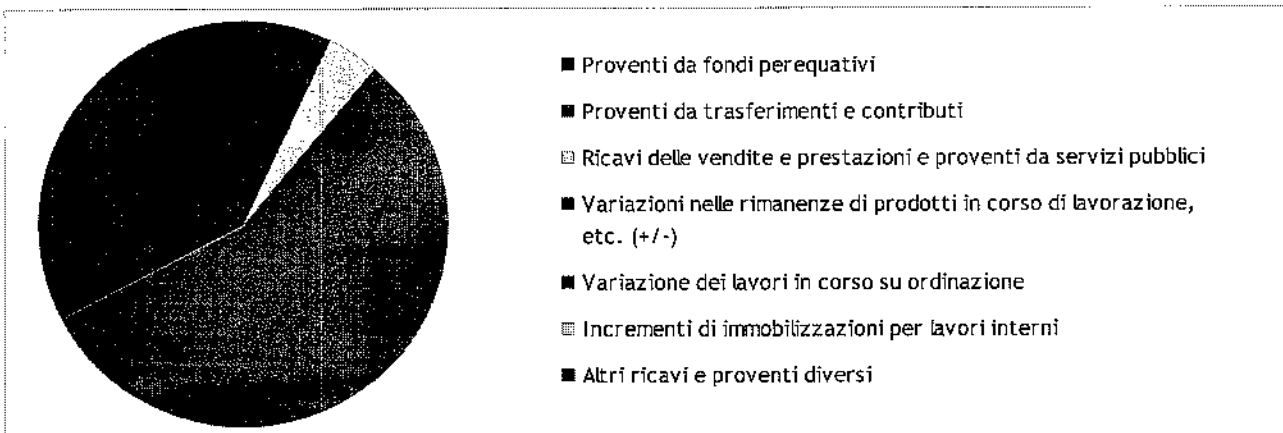 Proventi da fondi perequativi
Proventi da trasferimenti e contributi
Ricavi delle vendite e prestazioni e proventi da servizi pubblici
Variazioni nelle rimanenze di prodotti in corso di lavorazione,
etc. (+/-)
Variazione dei lavori in corso su ordinazione
Incrementi di immobilizzazioni per lavori interni
Altri ricavi e proventi diversi